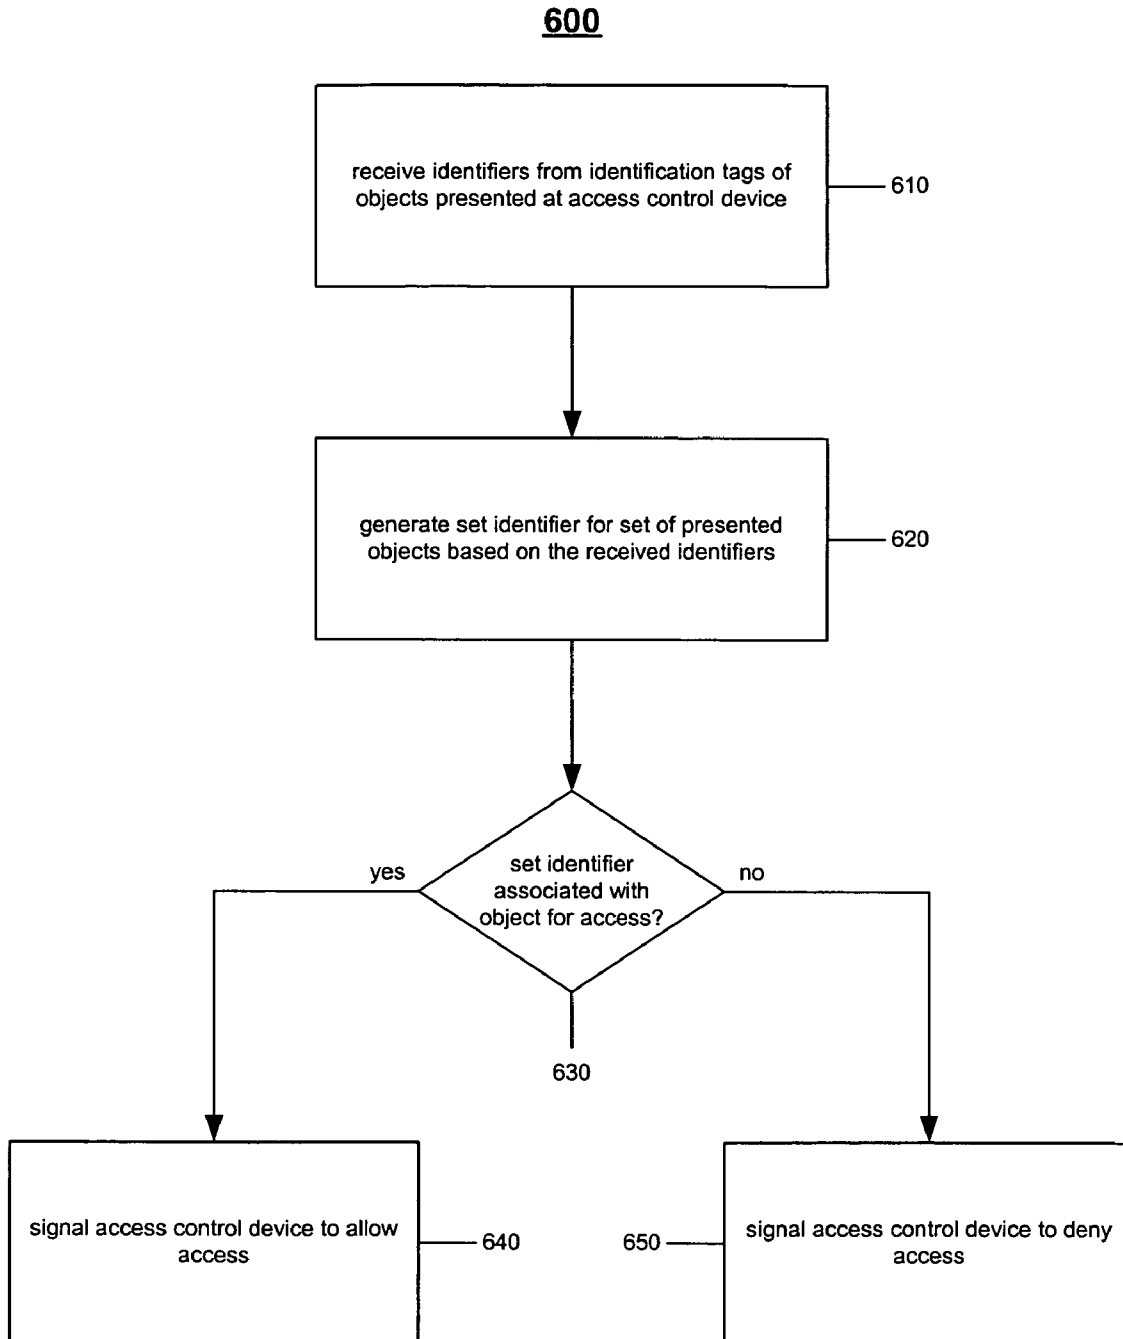 600
receive identifiers from identification tags of
objects presented at access control device
610
generate set identifier for set of presented
objects based on the received identifiers
620
yes
set identifier
associated with
object for access?
no
630
signal access control device to allow
access
640
650
signal access control device to deny
access